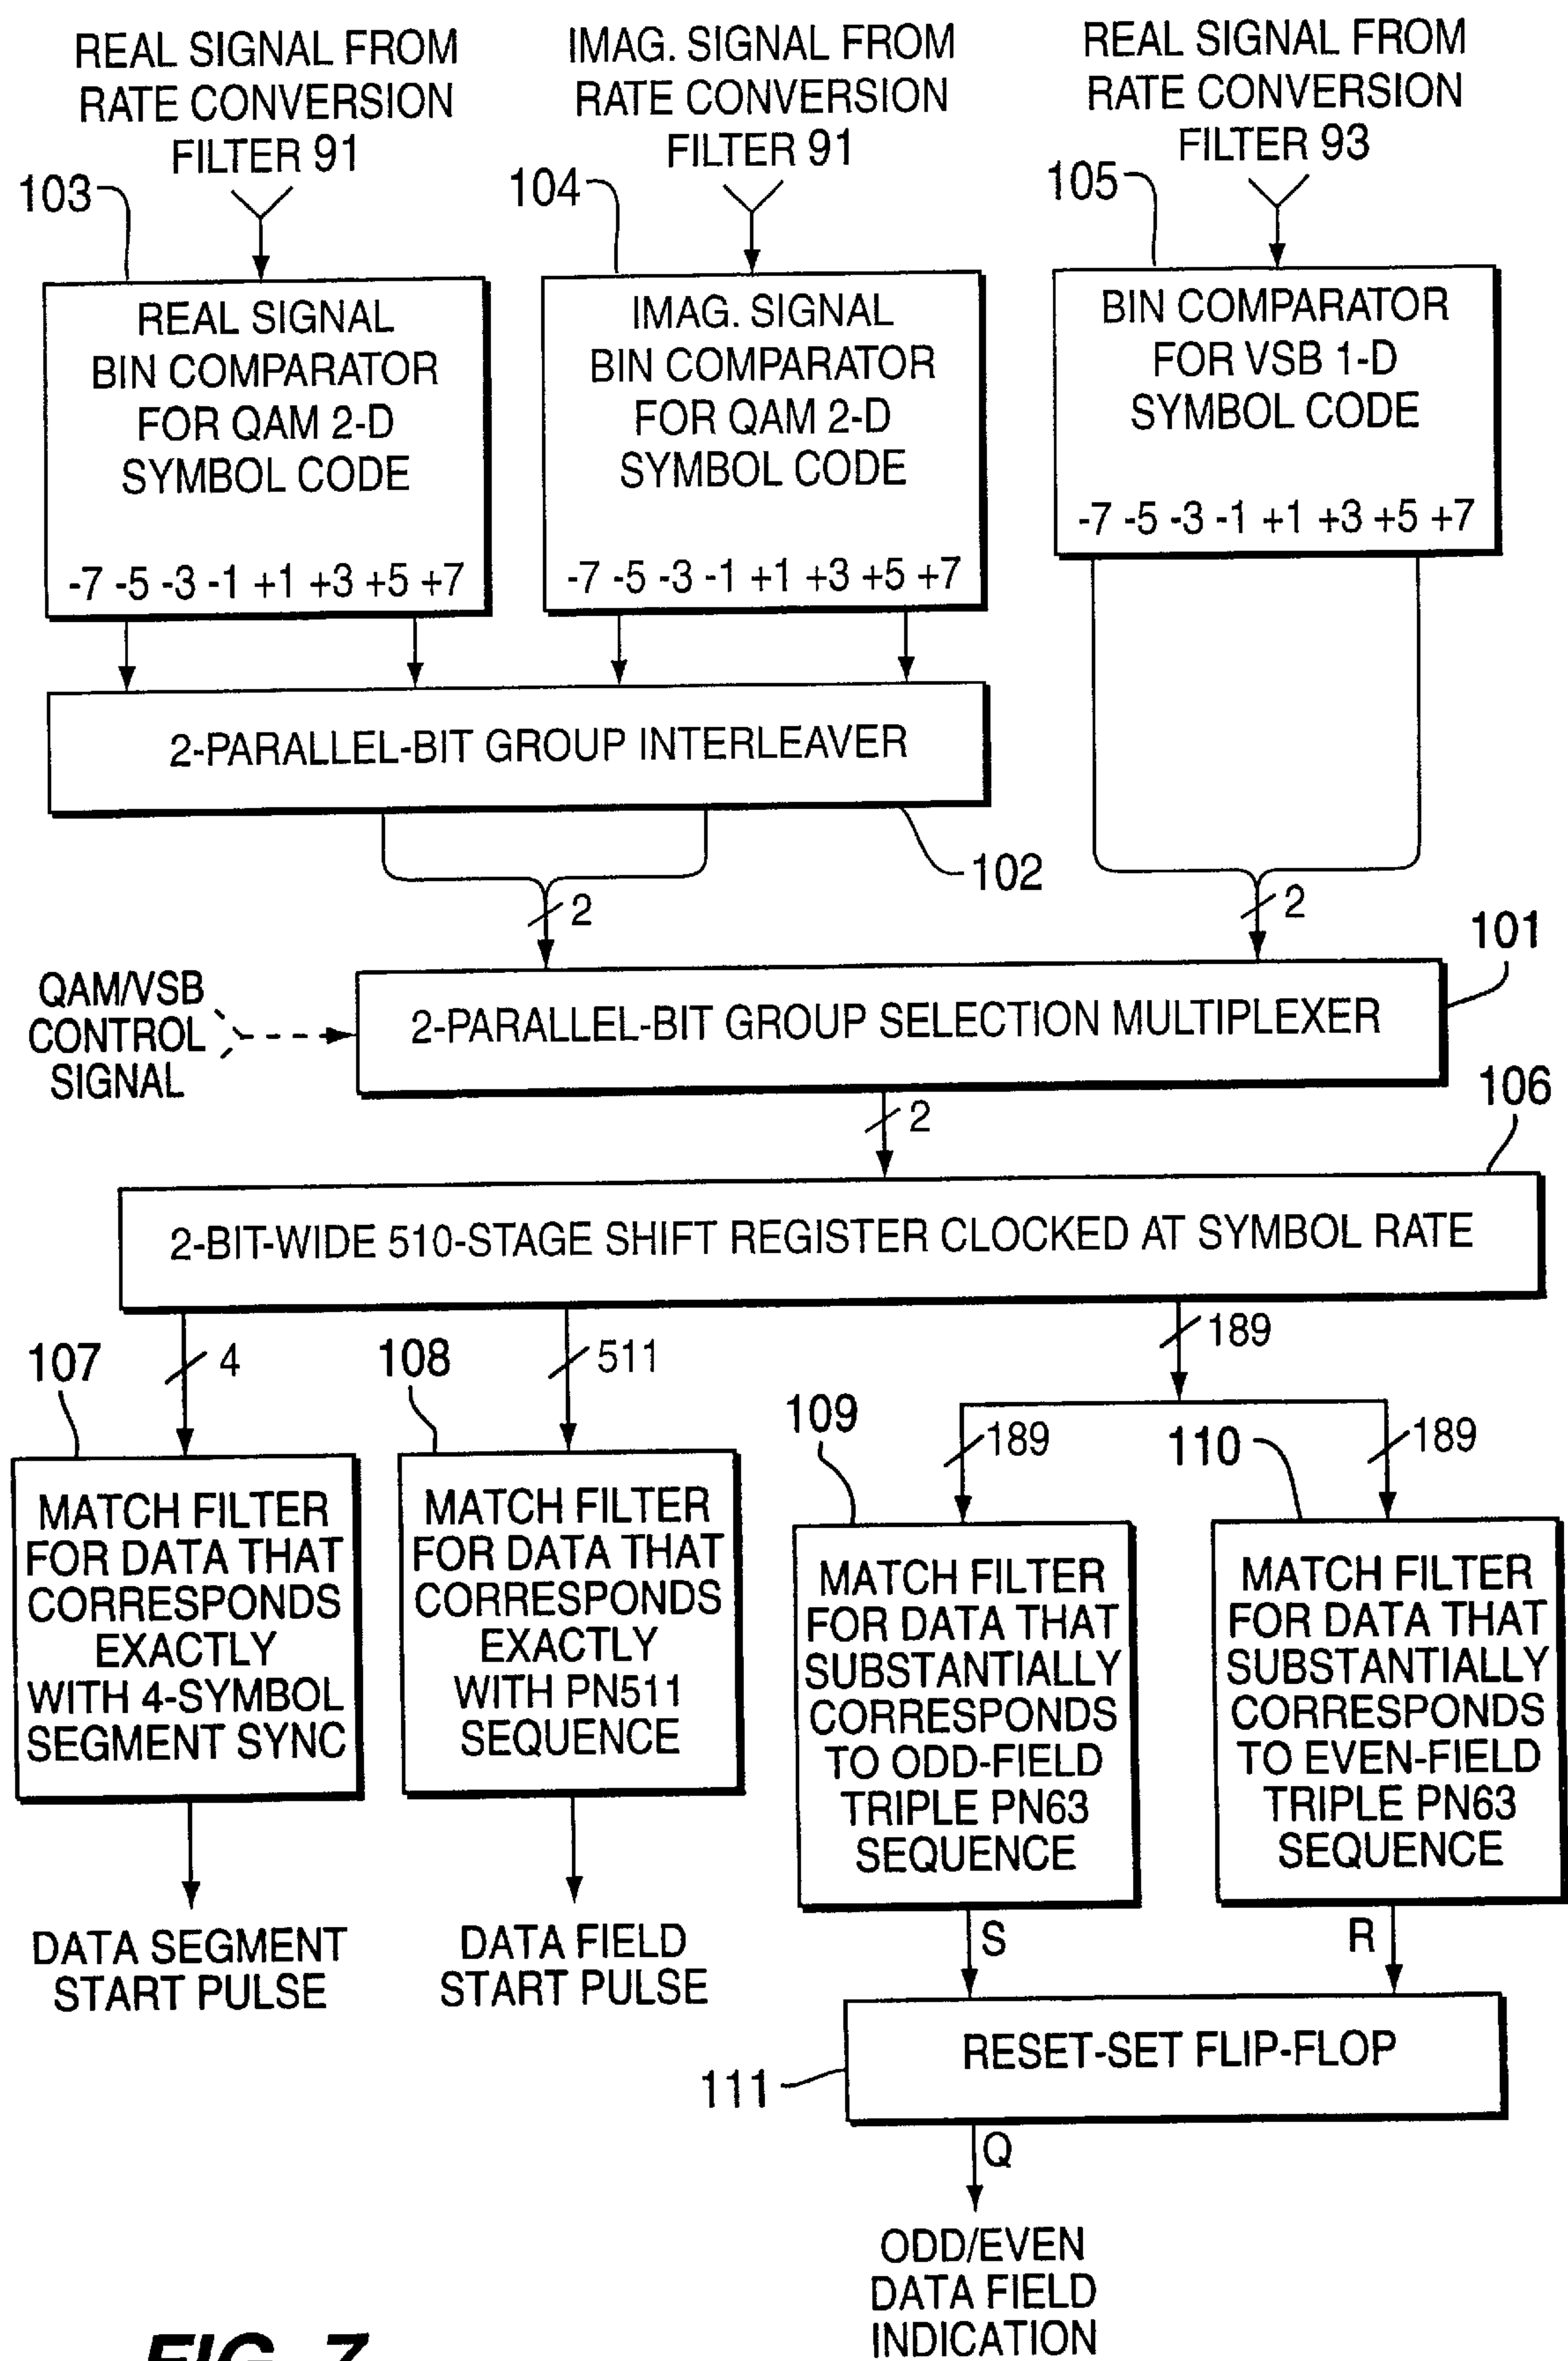 REAL SIGNAL FROM
RATE CONVERSION
FILTER 91
IMAG. SIGNAL FROM
RATE CONVERSION
FILTER 91
REAL SIGNAL FROM
RATE CONVERSION
FILTER 93
103
104
105
REAL SIGNAL
BIN COMPARATOR
FOR QAM 2-D
SYMBOL CODE
-7 -5 -3 -1 +1 +3 +5 +7
IMAG. SIGNAL
BIN COMPARATOR
FOR QAM 2-D
SYMBOL CODE
-7 -5 -3 -1 +1 +3 +5 +7
BIN COMPARATOR
FOR VSB 1-D
SYMBOL CODE
-7 -5 -3 -1 +1 +3 +5 +7
2-PARALLEL-BIT GROUP INTERLEAVER
102
2
2
101
QAM/VSB
CONTROL
SIGNAL
2-PARALLEL-BIT GROUP SELECTION MULTIPLEXER
2
106
2-BIT-WIDE 510-STAGE SHIFT REGISTER CLOCKED AT SYMBOL RATE
107
4
108
511
189
109
189
110
189
MATCH FILTER
FOR DATA THAT
CORRESPONDS
EXACTLY
WITH 4-SYMBOL
SEGMENT SYNC
MATCH FILTER
FOR DATA THAT
CORRESPONDS
EXACTLY
WITH PN511
SEQUENCE
MATCH FILTER
FOR DATA THAT
SUBSTANTIALLY
CORRESPONDS
TO ODD-FIELD
TRIPLE PN63
SEQUENCE
MATCH FILTER
FOR DATA THAT
SUBSTANTIALLY
CORRESPONDS
TO EVEN-FIELD
TRIPLE PN63
SEQUENCE
DATA SEGMENT
START PULSE
DATA FIELD
START PULSE
S
R
RESET-SET FLIP-FLOP
111
Q
ODD/EVEN
DATA FIELD
INDICATION
FIG. 7